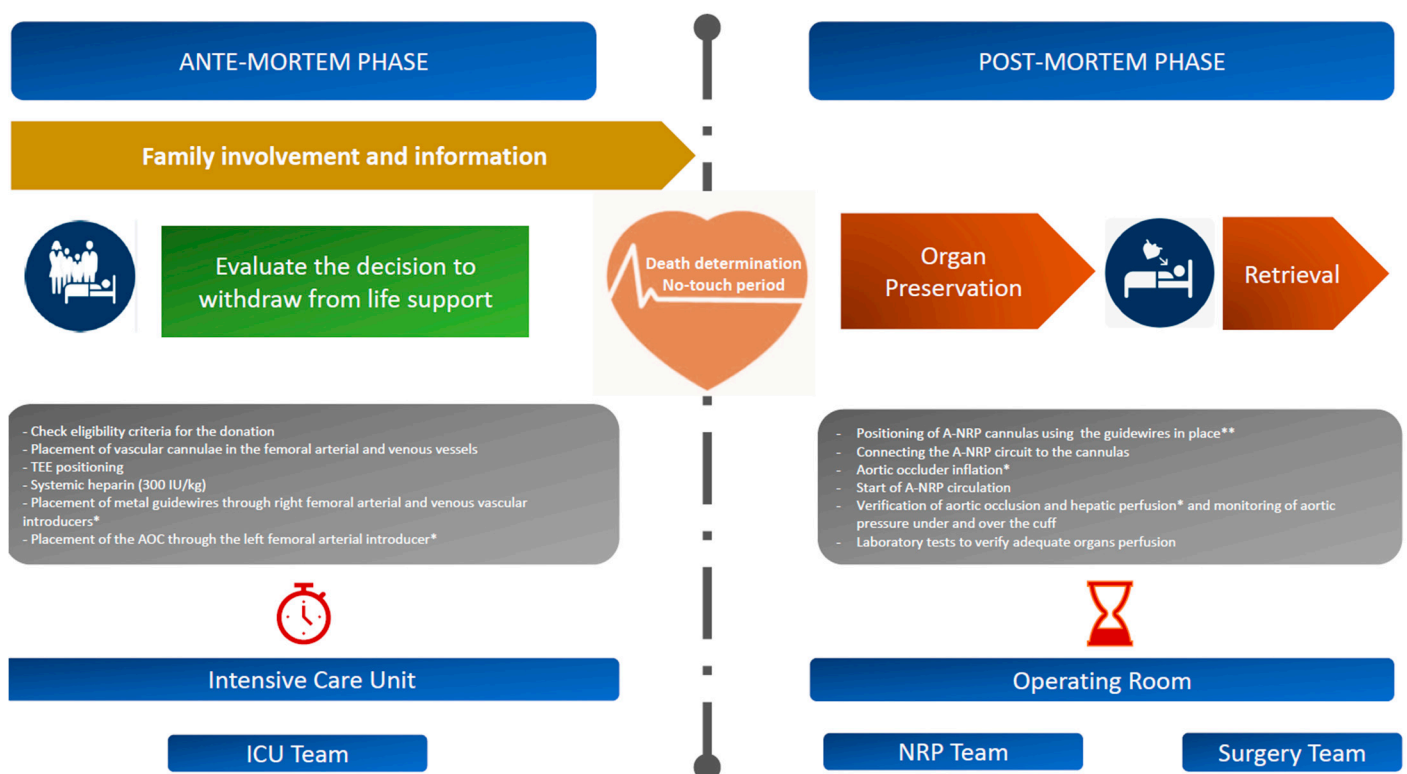 ANTE-MORTEM PHASE
POST-MORTEM PHASE
Family involvement and information
Evaluate the decision to
withdraw from life support
Death determination
No-touch period
Organ
Preservation
Retrieval
- Check eligibility criteria for the donation
- Placement of vascular cannulae in the femoral arterial and venous vessels
- TEE positioning
- Systemic heparin (300 IU/kg)
- Placement of metal guidewires through right femoral arterial and venous vascular
introducers*
- Placement of the AOC through the left femoral arterial introducer*
- Positioning of A-NRP cannulas using the guidewires in place**
- Connecting the A-NRP circuit to the cannulas
- Aortic occluder inflation*
- Start of A-NRP circulation
- Verification of aortic occlusion and hepatic perfusion* and monitoring of aortic
pressure under and over the cuff
- Laboratory tests to verify adequate organs perfusion
Intensive Care Unit
Operating Room
ICU Team
NRP Team
Surgery Team